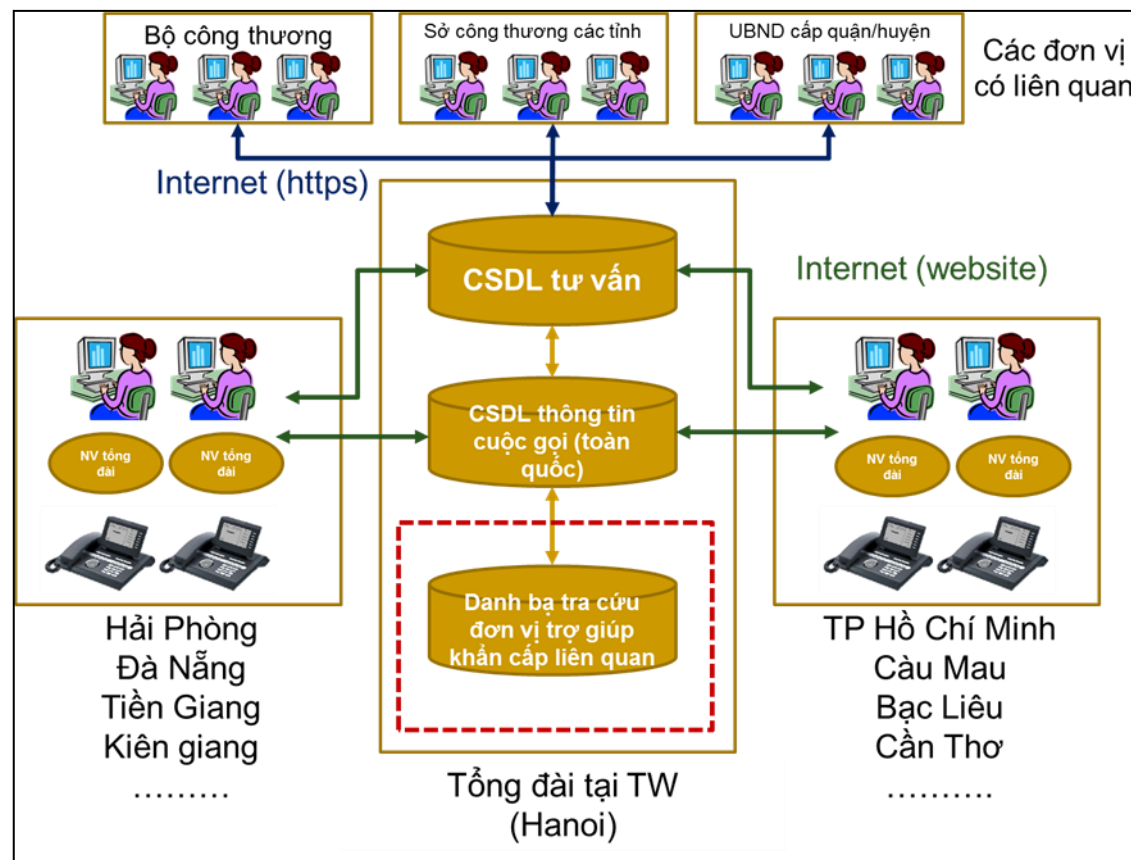 Bộ công thương
Sở công thương các tỉnh
UBND cấp quận/huyện
Các đơn vị
có liên quan
Internet (https)
CSDL tư vấn
Internet (website)
CSDL thông tin
cuộc gọi (toàn
quốc)
NV tổng
đài
NV tổng
đài
NV tổng
đài
NV tổng
đài
Danh bạ tra cứu
đơn vị trợ giúp
khẩn cấp liên quan
Hải Phòng
Đà Nẵng
Tiền Giang
Kiên giang
………
Tổng đài tại TW
(Hanoi)
TP Hồ Chí Minh
Càu Mau
Bạc Liêu
Cần Thơ
……….